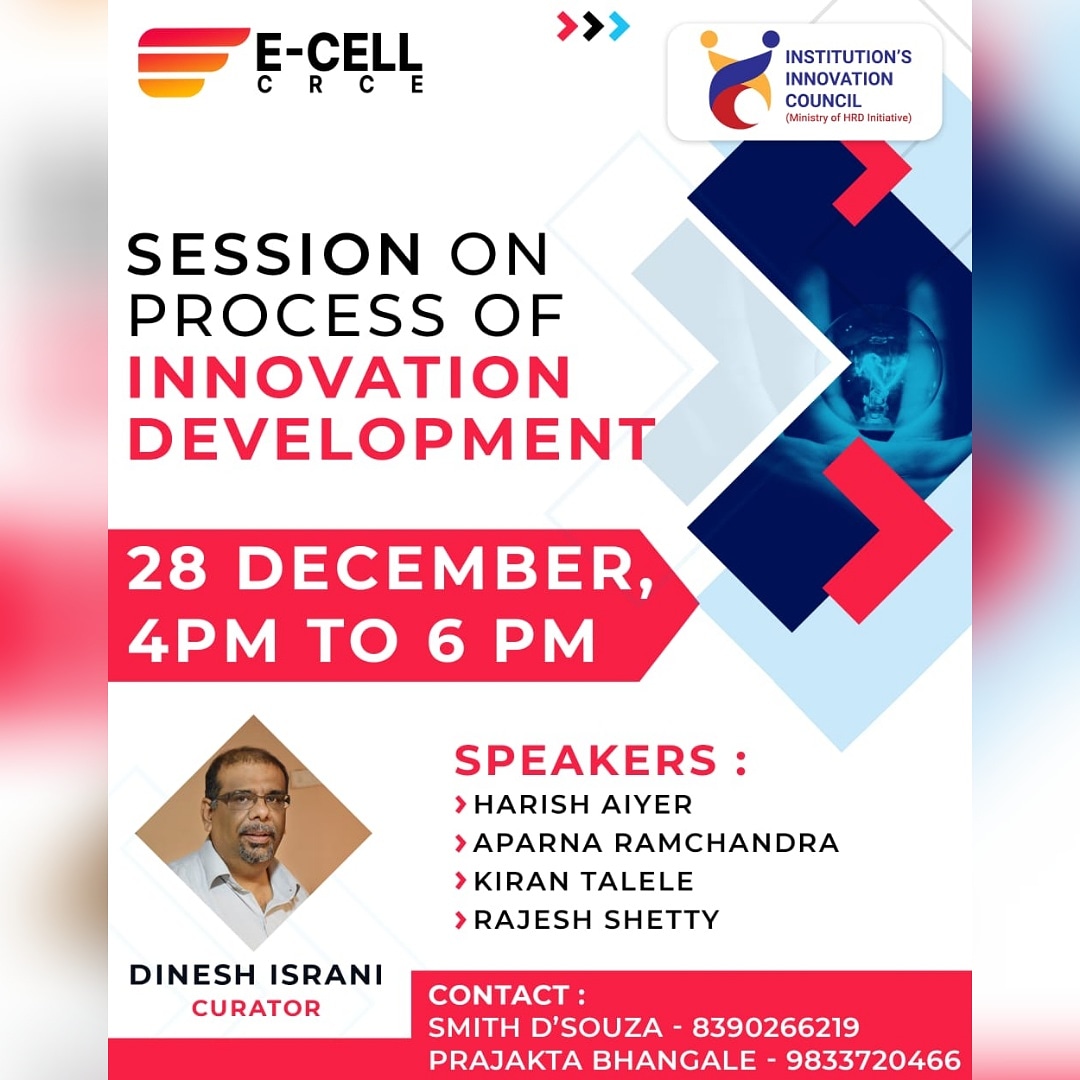 E-CELL
CRCE
INSTITUTION'S
INNOVATION
COUNCIL
(Ministry of HRD Initiative)
SESSION ON
PROCESS OF
INNOVATION
DEVELOPMENT
28 DECEMBER,
4PM TO 6 PM
SPEAKERS :
HARISH AIYER
APARNA RAMCHANDRA
KIRAN TALELE
RAJESH SHETTY
DINESH ISRANI
CURATOR
CONTACT :
SMITH D'SOUZA - 8390266219
PRAJAKTA BHANGALE - 9833720466